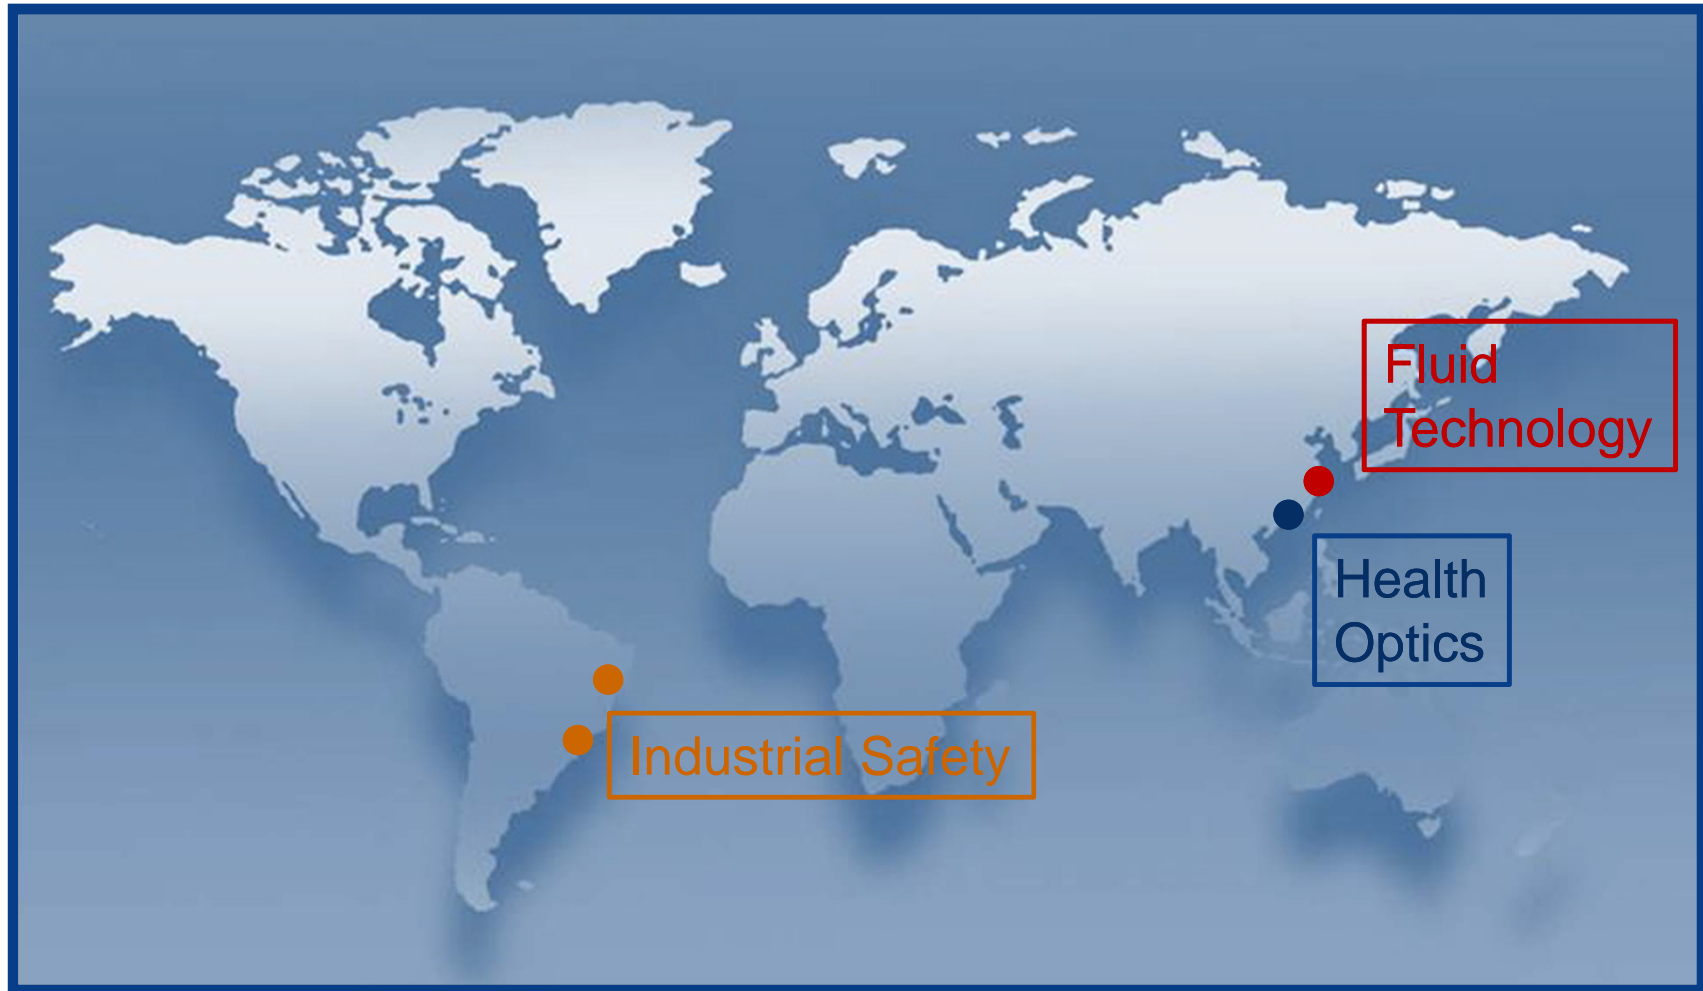 Fluid
Technology
Health
Optics
Industrial Safety